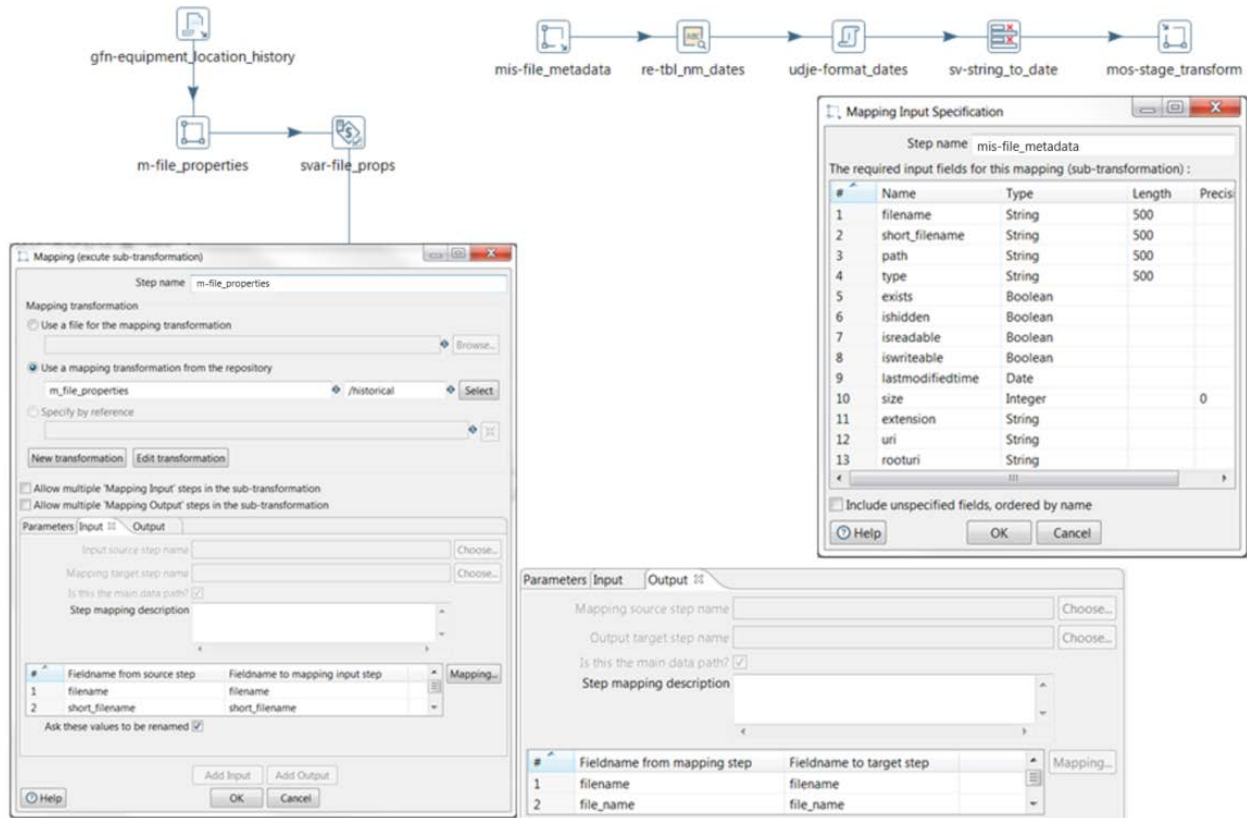 gfn-equipment_location_history
m-file_properties
svar-file_props
mis-file_metadata
re-tbl_nm_dates
udje-format_dates
sv-string_to_date
mos-stage_transform
Mapping (excute sub-transformation)
Step name m-file_properties
Mapping transformation
Use a file for the mapping transformation
Browse...
Use a mapping transformation from the repository
m_file_properties /historical Select
Specify by reference
New transformation Edit transformation
Allow multiple 'Mapping Input' steps in the sub-transformation
Allow multiple 'Mapping Output' steps in the sub-transformation
Parameters Input Output
Input source step name Choose...
Mapping target step name Choose...
Is this the main data path?
Step mapping description
# Fieldname from source step Fieldname to mapping input step Mapping...
1 filename filename
2 short_filename short_filename
Ask these values to be renamed
Add Input Add Output
Help OK Cancel
Mapping Input Specification
Step name mis-file_metadata
The required input fields for this mapping (sub-transformation) :
# Name Type Length Precisi
1 filename String 500
2 short_filename String 500
3 path String 500
4 type String 500
5 exists Boolean
6 ishidden Boolean
7 isreadable Boolean
8 iswriteable Boolean
9 lastmodifiedtime Date
10 size Integer 0
11 extension String
12 uri String
13 rooturi String
Include unspecified fields, ordered by name
Help OK Cancel
Parameters Input Output
Mapping source step name Choose...
Output target step name Choose...
Is this the main data path?
Step mapping description
# Fieldname from mapping step Fieldname to target step Mapping...
1 filename filename
2 file_name file_name